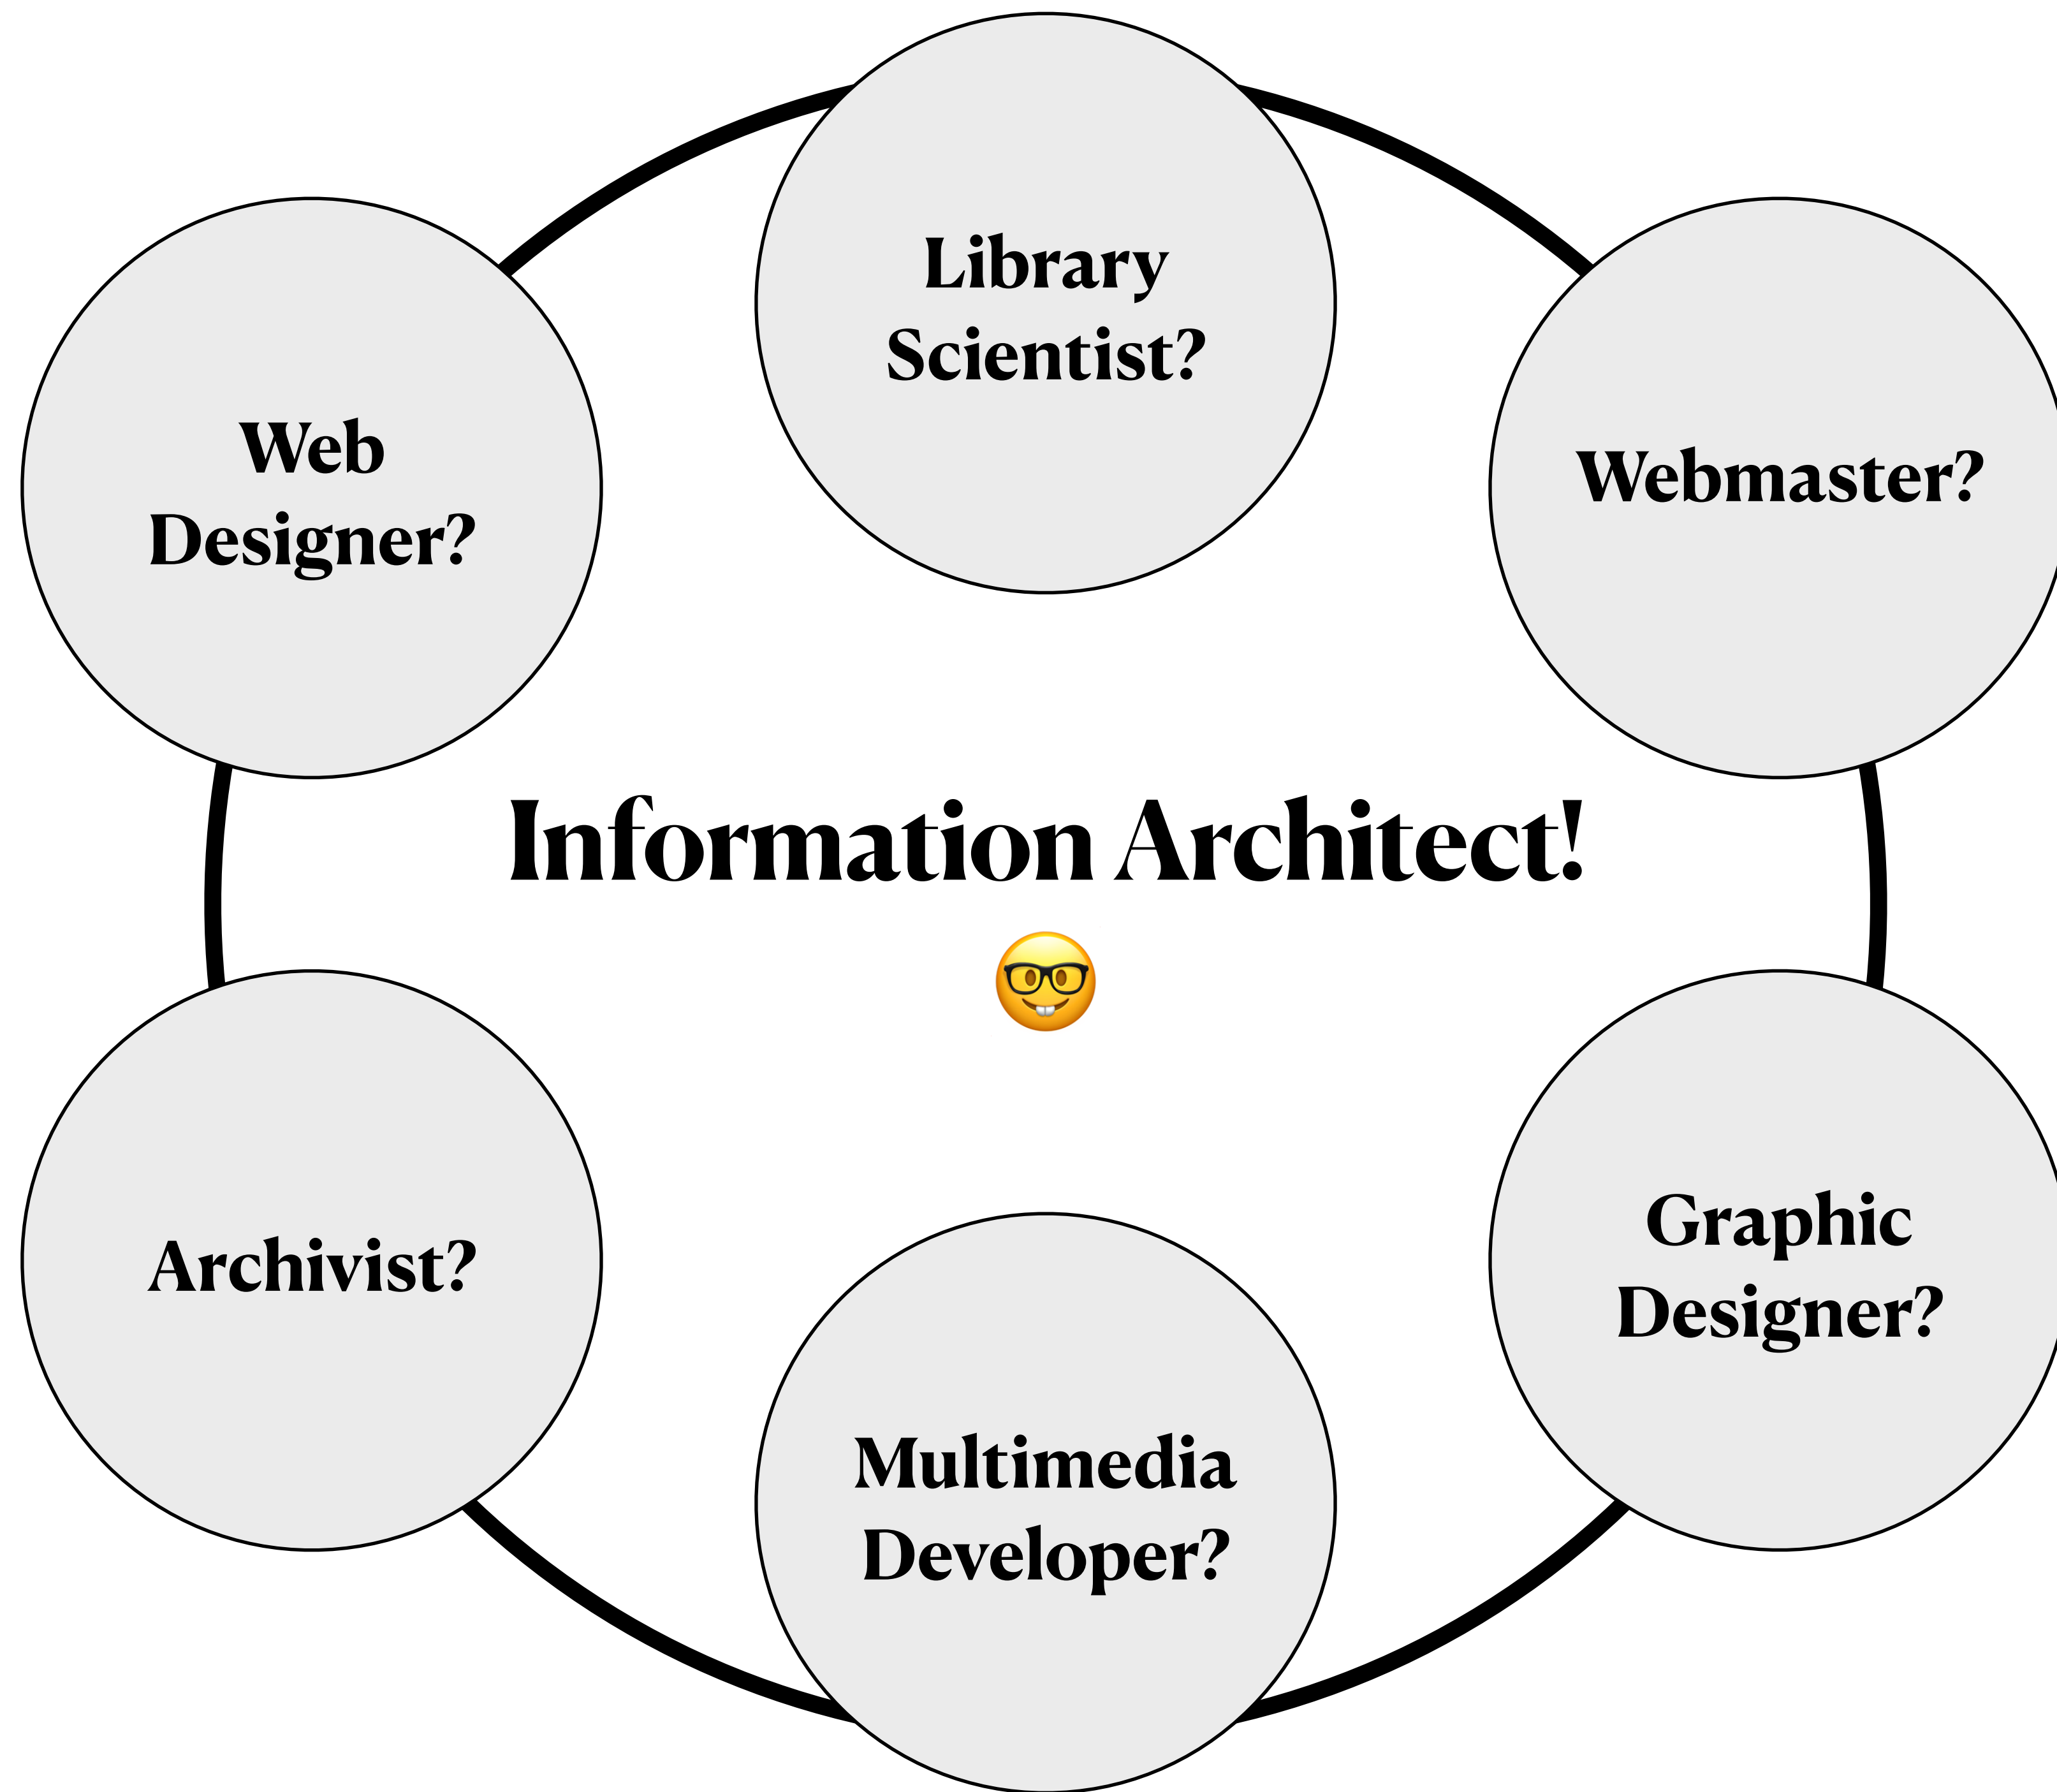 Library
Scientist?
Web
Designer?
Webmaster?
Information Architect!
🤓
Archivist?
Graphic
Designer?
Multimedia
Developer?